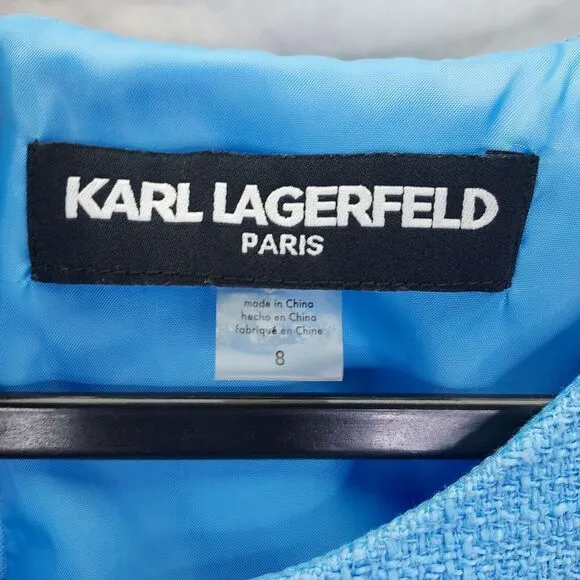 KARL LAGERFELD
PARIS
made in China
hecho en China
fabriqué en Chine
8